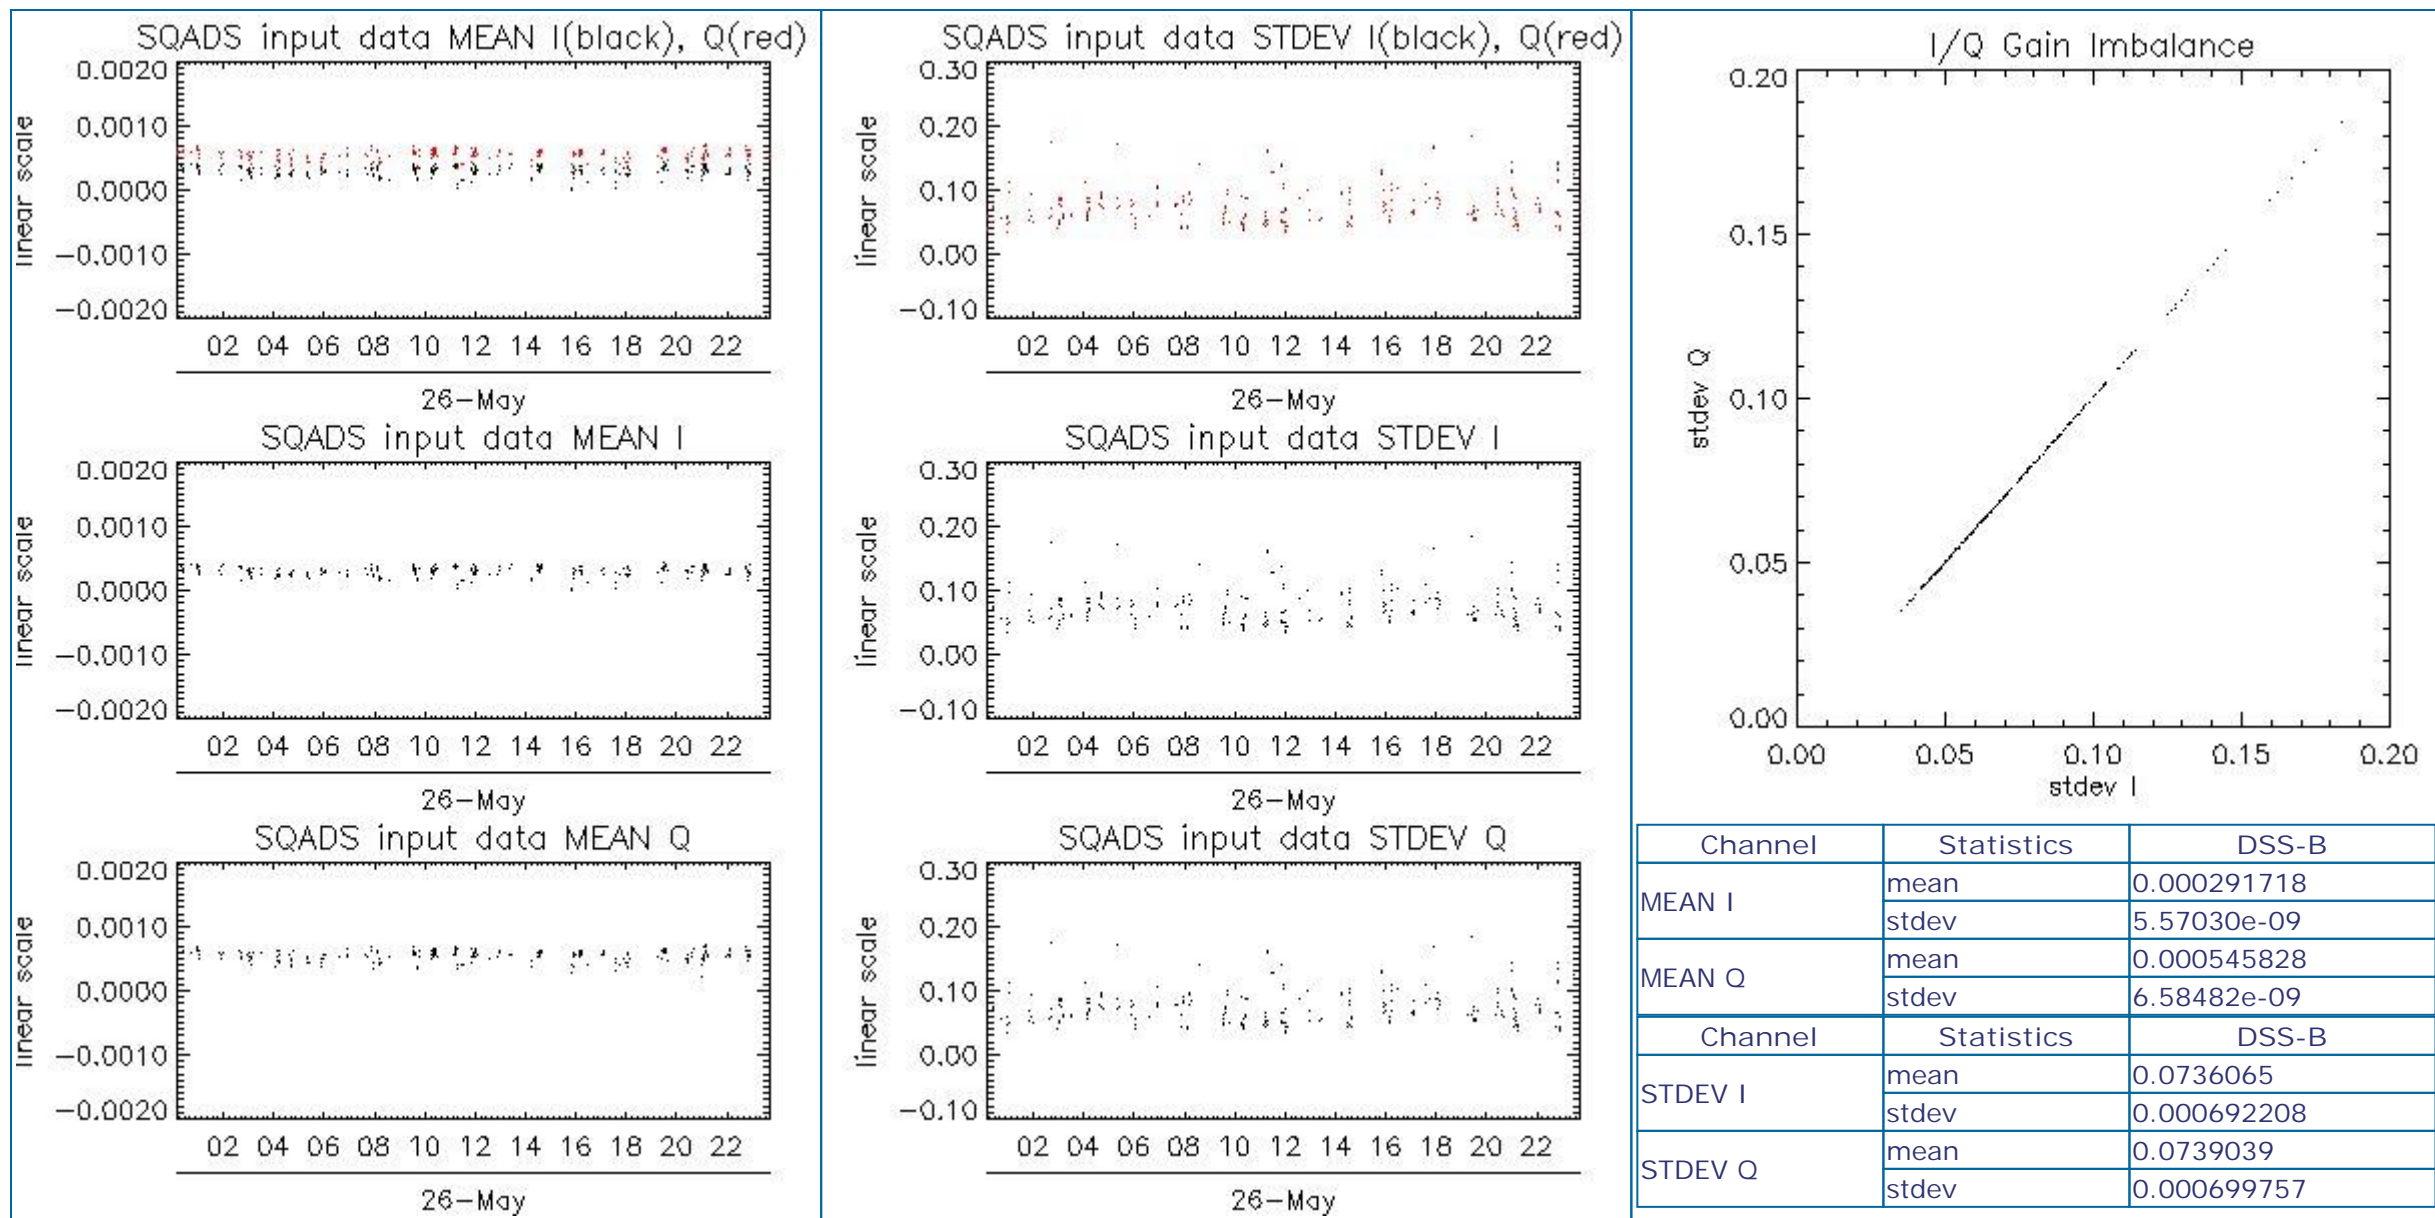 SQADS input data MEAN I(black), Q(red)
linear scale
0.0020
0.0010
0.0000
−0.0010
−0.0020
02 04 06 08 10 12 14 16 18 20 22
26−May
SQADS input data MEAN I
linear scale
0.0020
0.0010
0.0000
−0.0010
−0.0020
02 04 06 08 10 12 14 16 18 20 22
26−May
SQADS input data MEAN Q
linear scale
0.0020
0.0010
0.0000
−0.0010
−0.0020
02 04 06 08 10 12 14 16 18 20 22
26−May
SQADS input data STDEV I(black), Q(red)
linear scale
0.30
0.20
0.10
0.00
−0.10
02 04 06 08 10 12 14 16 18 20 22
26−May
SQADS input data STDEV I
linear scale
0.30
0.20
0.10
0.00
−0.10
02 04 06 08 10 12 14 16 18 20 22
26−May
SQADS input data STDEV Q
linear scale
0.30
0.20
0.10
0.00
−0.10
02 04 06 08 10 12 14 16 18 20 22
26−May
I/Q Gain Imbalance
stdev Q
0.20
0.15
0.10
0.05
0.00
0.00 0.05 0.10 0.15 0.20
stdev I
Channel Statistics DSS-B
MEAN I
mean 0.000291718
stdev 5.57030e-09
MEAN Q
mean 0.000545828
stdev 6.58482e-09
Channel Statistics DSS-B
STDEV I
mean 0.0736065
stdev 0.000692208
STDEV Q
mean 0.0739039
stdev 0.000699757